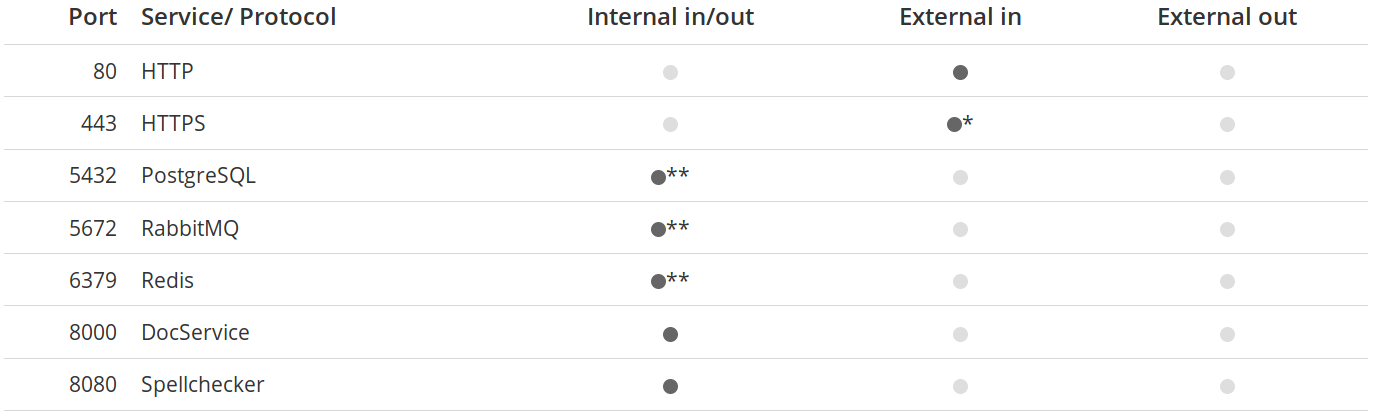 Port Service/ Protocol Internal in/out External in External out
80 HTTP
443 HTTPS *
5432 PostgreSQL **
5672 RabbitMQ **
6379 Redis **
8000 DocService
8080 Spellchecker